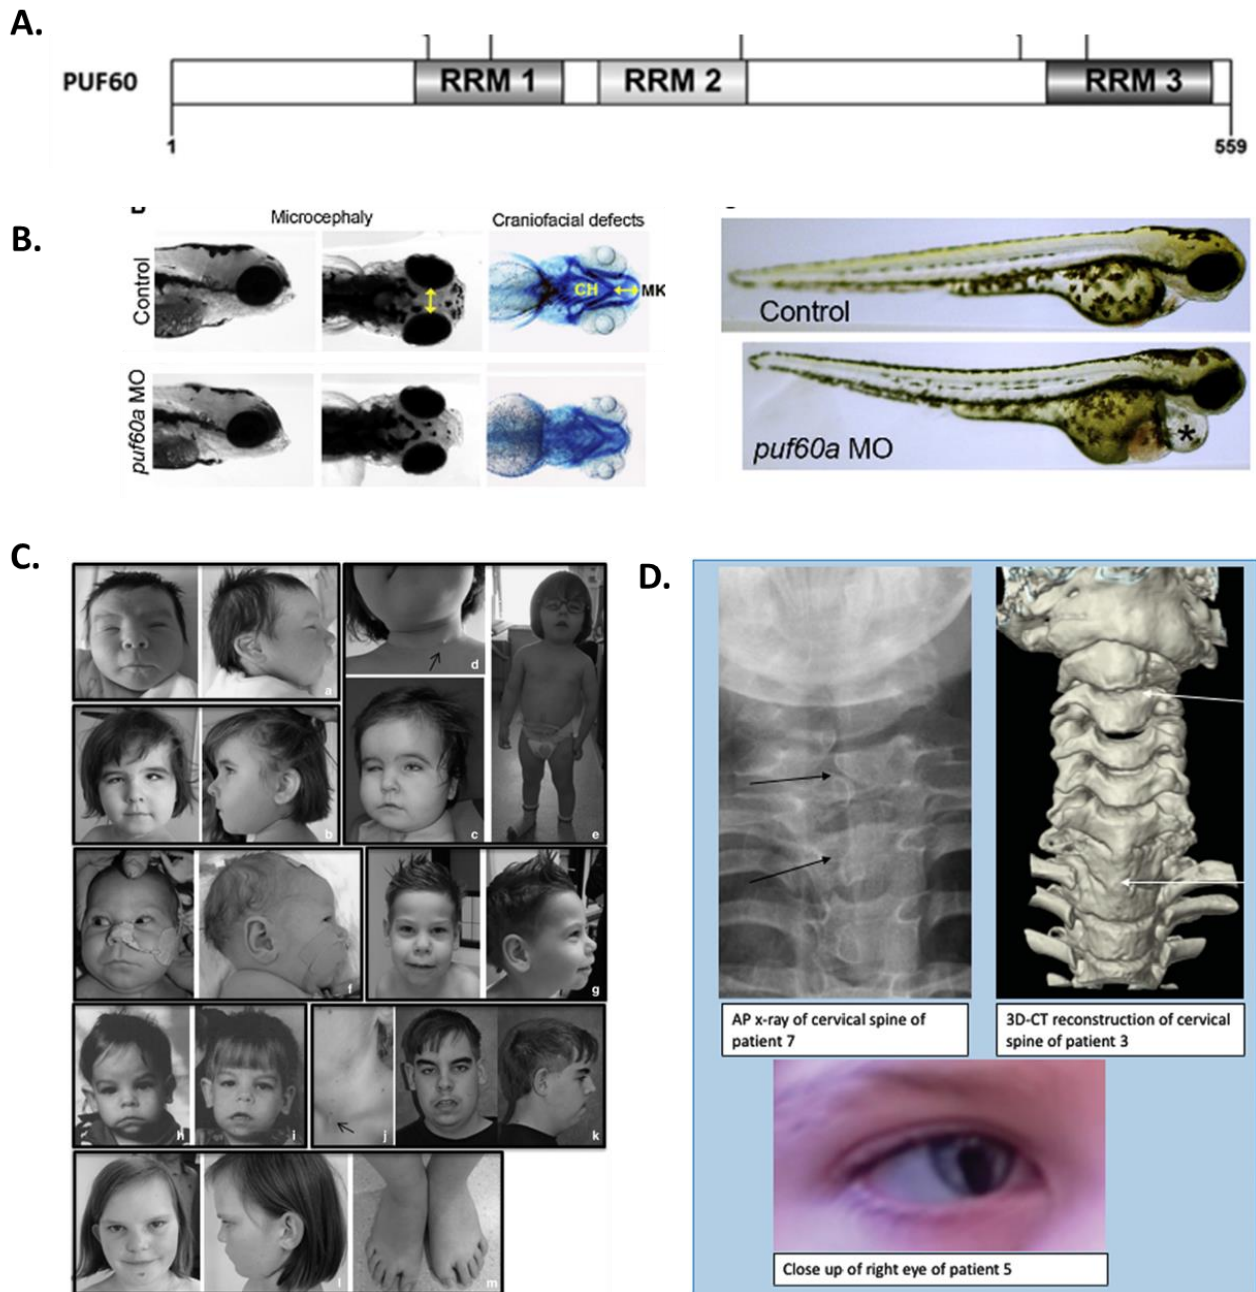 A.
PUF60
RRM 1
RRM 2
RRM 3
1
559
B.
Microcephaly
Craniofacial defects
Control
CH
MK
puf60a MO
Control
puf60a MO
*
C.
a
b
c
d
e
f
g
h
i
j
k
l
m
D.
AP x-ray of cervical spine of
patient 7
3D-CT reconstruction of cervical
spine of patient 3
Close up of right eye of patient 5